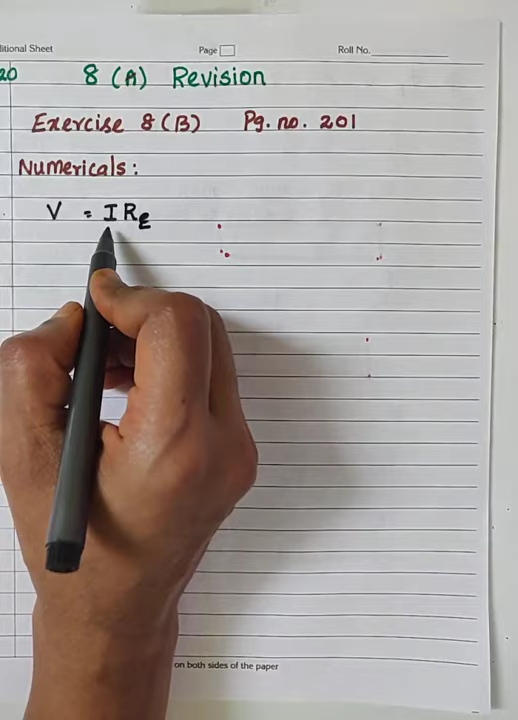 ditional Sheet Page Roll No.
20 8 (A) Revision
Exercise 8 (B) Pg. no. 201
Numericals:
V = IRE
on both sides of the paper